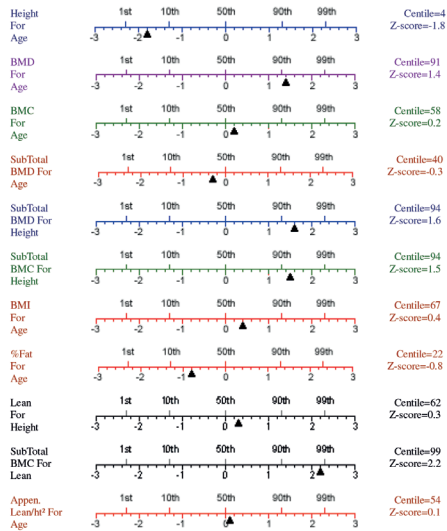 Height 1st 10th 50th 90th 99th Centile=4
For Z-score=-1.8
Age -3 -2 -1 0 1 2 3
BMD 1st 10th 50th 90th 99th Centile=91
For Z-score=1.4
Age -3 -2 -1 0 1 2 3
BMC 1st 10th 50th 90th 99th Centile=58
For Z-score=0.2
Age -3 -2 -1 0 1 2 3
SubTotal 1st 10th 50th 90th 99th Centile=40
BMD For Z-score=-0.3
Age -3 -2 -1 0 1 2 3
SubTotal 1st 10th 50th 90th 99th Centile=94
BMD For Z-score=1.6
Height -3 -2 -1 0 1 2 3
SubTotal 1st 10th 50th 90th 99th Centile=94
BMC For Z-score=1.5
Height -3 -2 -1 0 1 2 3
BMI 1st 10th 50th 90th 99th Centile=67
For Z-score=0.4
Age -3 -2 -1 0 1 2 3
%Fat 1st 10th 50th 90th 99th Centile=22
For Z-score=-0.8
Age -3 -2 -1 0 1 2 3
Lean 1st 10th 50th 90th 99th Centile=62
For Z-score=0.3
Height -3 -2 -1 0 1 2 3
SubTotal 1st 10th 50th 90th 99th Centile=99
BMC For Z-score=2.2
Lean -3 -2 -1 0 1 2 3
Appen. 1st 10th 50th 90th 99th Centile=54
Lean/ht² For Z-score=0.1
Age -3 -2 -1 0 1 2 3